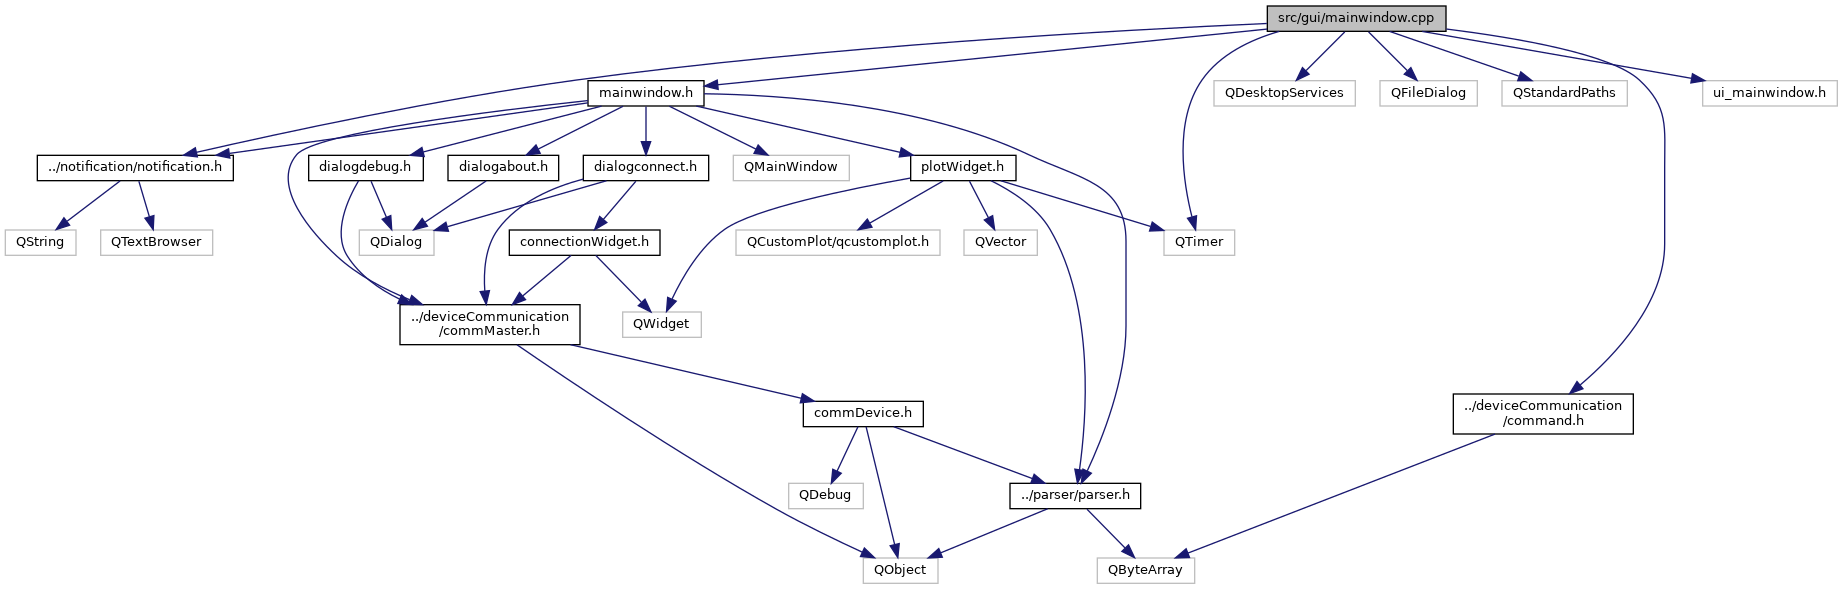 src/gui/mainwindow.cpp
mainwindow.h
QDesktopServices
QFileDialog
QStandardPaths
ui_mainwindow.h
../notification/notification.h
dialogdebug.h
dialogabout.h
dialogconnect.h
QMainWindow
plotWidget.h
QString
QTextBrowser
QDialog
connectionWidget.h
QCustomPlot/qcustomplot.h
QVector
QTimer
../deviceCommunication
/commMaster.h
QWidget
commDevice.h
../deviceCommunication
/command.h
QDebug
../parser/parser.h
QObject
QByteArray